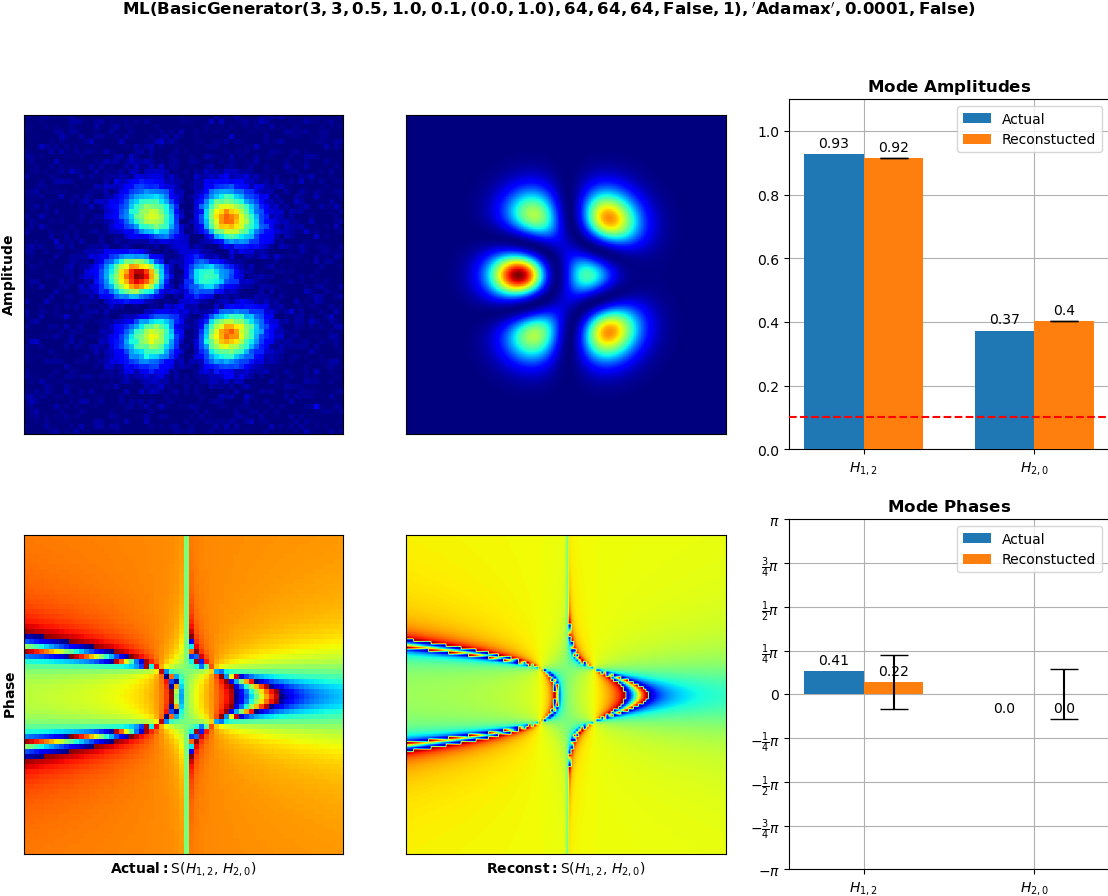 ML(BasicGenerator(3, 3, 0.5, 1.0, 0.1, (0.0, 1.0), 64, 64, 64, False, 1), ′Adamax′, 0.0001, False)
Amplitude
Mode Amplitudes
Actual
Reconstucted
1.0
0.8
0.6
0.4
0.2
0.0
0.93
0.92
0.37
0.4
H1,2
H2,0
Phase
Actual: S(H1,2, H2,0)
Reconst: S(H1,2, H2,0)
Mode Phases
Actual
Reconstucted
π
3/4π
1/2π
1/4π
0
−1/4π
−1/2π
−3/4π
−π
0.41
0.22
0.0
0.0
H1,2
H2,0